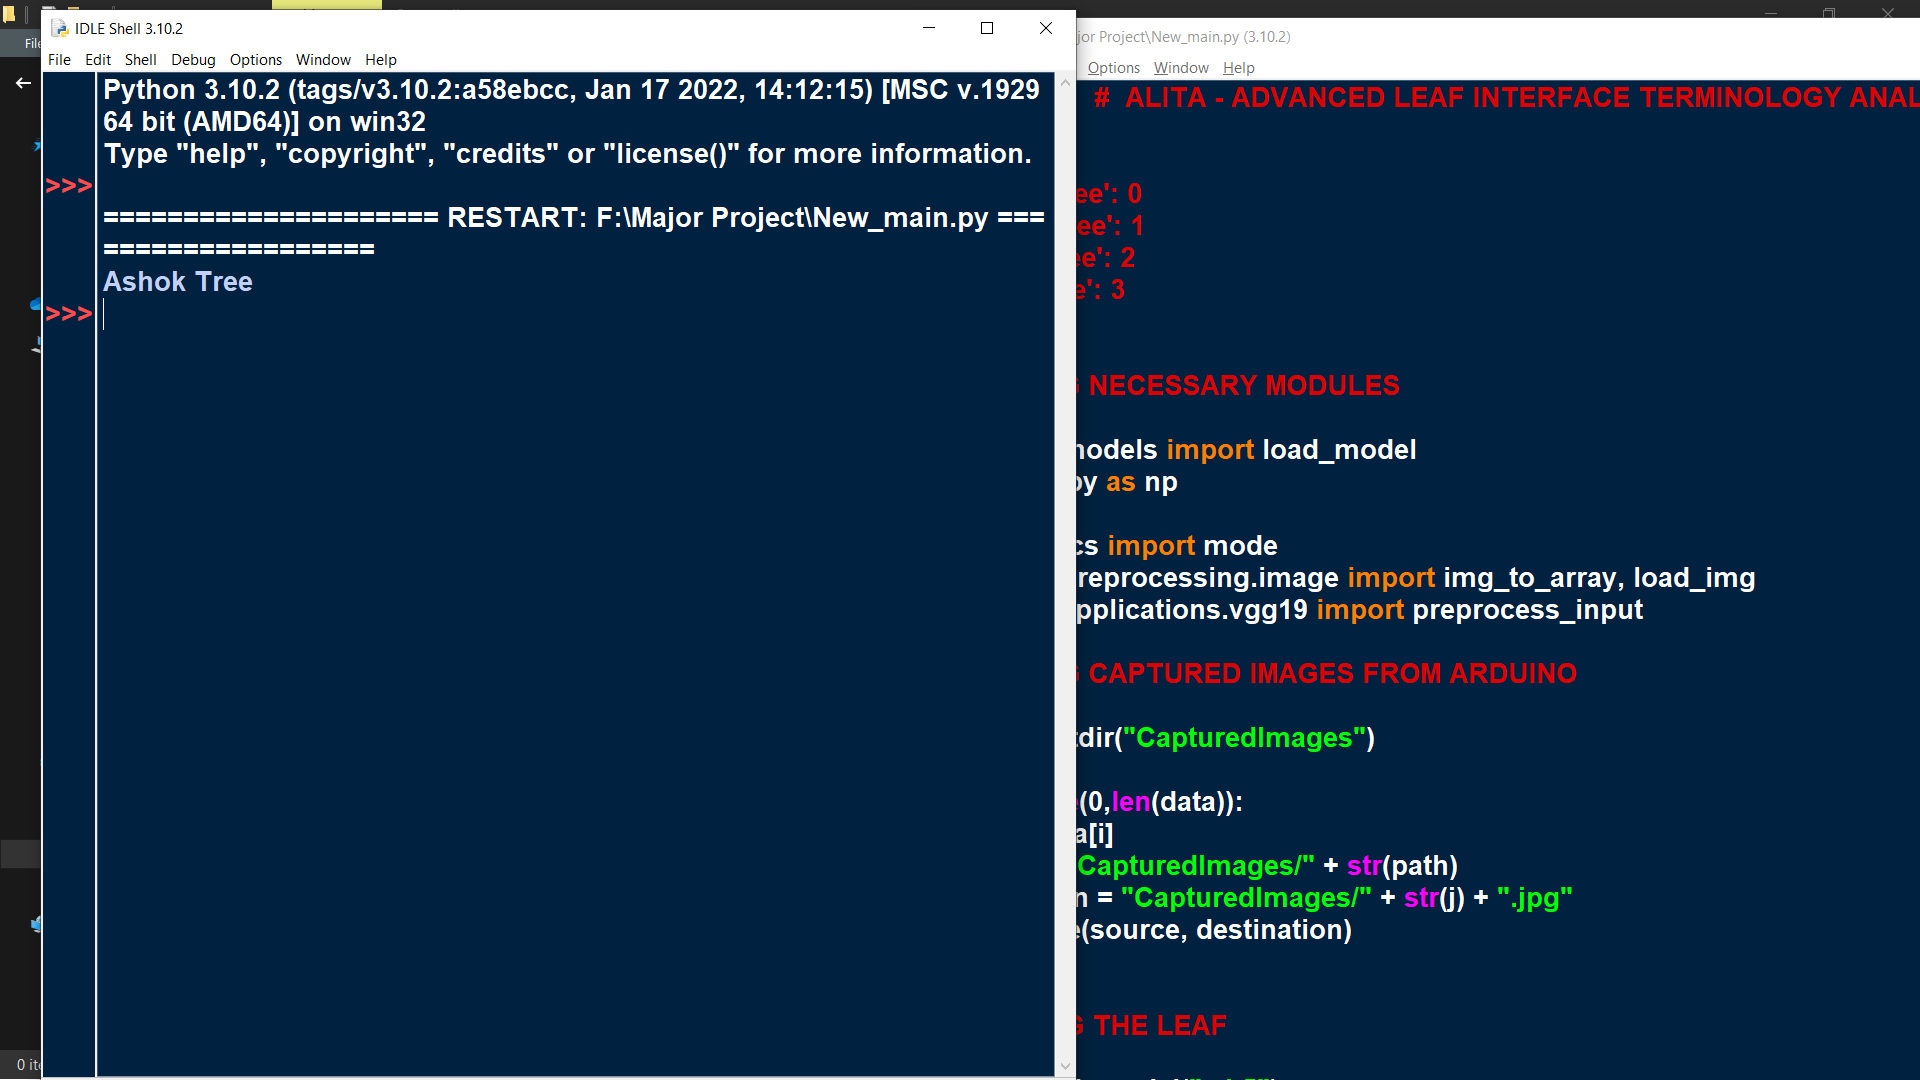 IDLE Shell 3.10.2
File Edit Shell Debug Options Window Help
Python 3.10.2 (tags/v3.10.2:a58ebcc, Jan 17 2022, 14:12:15) [MSC v.1929
64 bit (AMD64)] on win32
Type "help", "copyright", "credits" or "license()" for more information.
>>>
===================== RESTART: F:\Major Project\New_main.py ===
=================
Ashok Tree
>>>
jor Project\New_main.py (3.10.2)
Options Window Help
# ALITA - ADVANCED LEAF INTERFACE TERMINOLOGY ANAL
ee': 0
ee': 1
ee': 2
e': 3
NECESSARY MODULES
models import load_model
py as np
cs import mode
reprocessing.image import img_to_array, load_img
pplications.vgg19 import preprocess_input
CAPTURED IMAGES FROM ARDUINO
tdir("CapturedImages")
(0,len(data)):
a[i]
CapturedImages/" + str(path)
n = "CapturedImages/" + str(j) + ".jpg"
e(source, destination)
G THE LEAF
File
0 ite